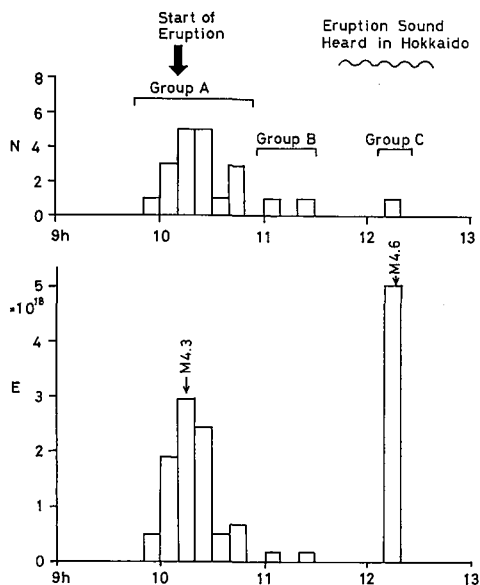 Start of
Eruption
Eruption Sound
Heard in Hokkaido
8
Group A
6
Group B
Group C
N 4
2
0
9h 10 11 12 13
M4.6
5
×10¹⁸
4
M4.3
E 3
2
1
0
9h 10 11 12 13